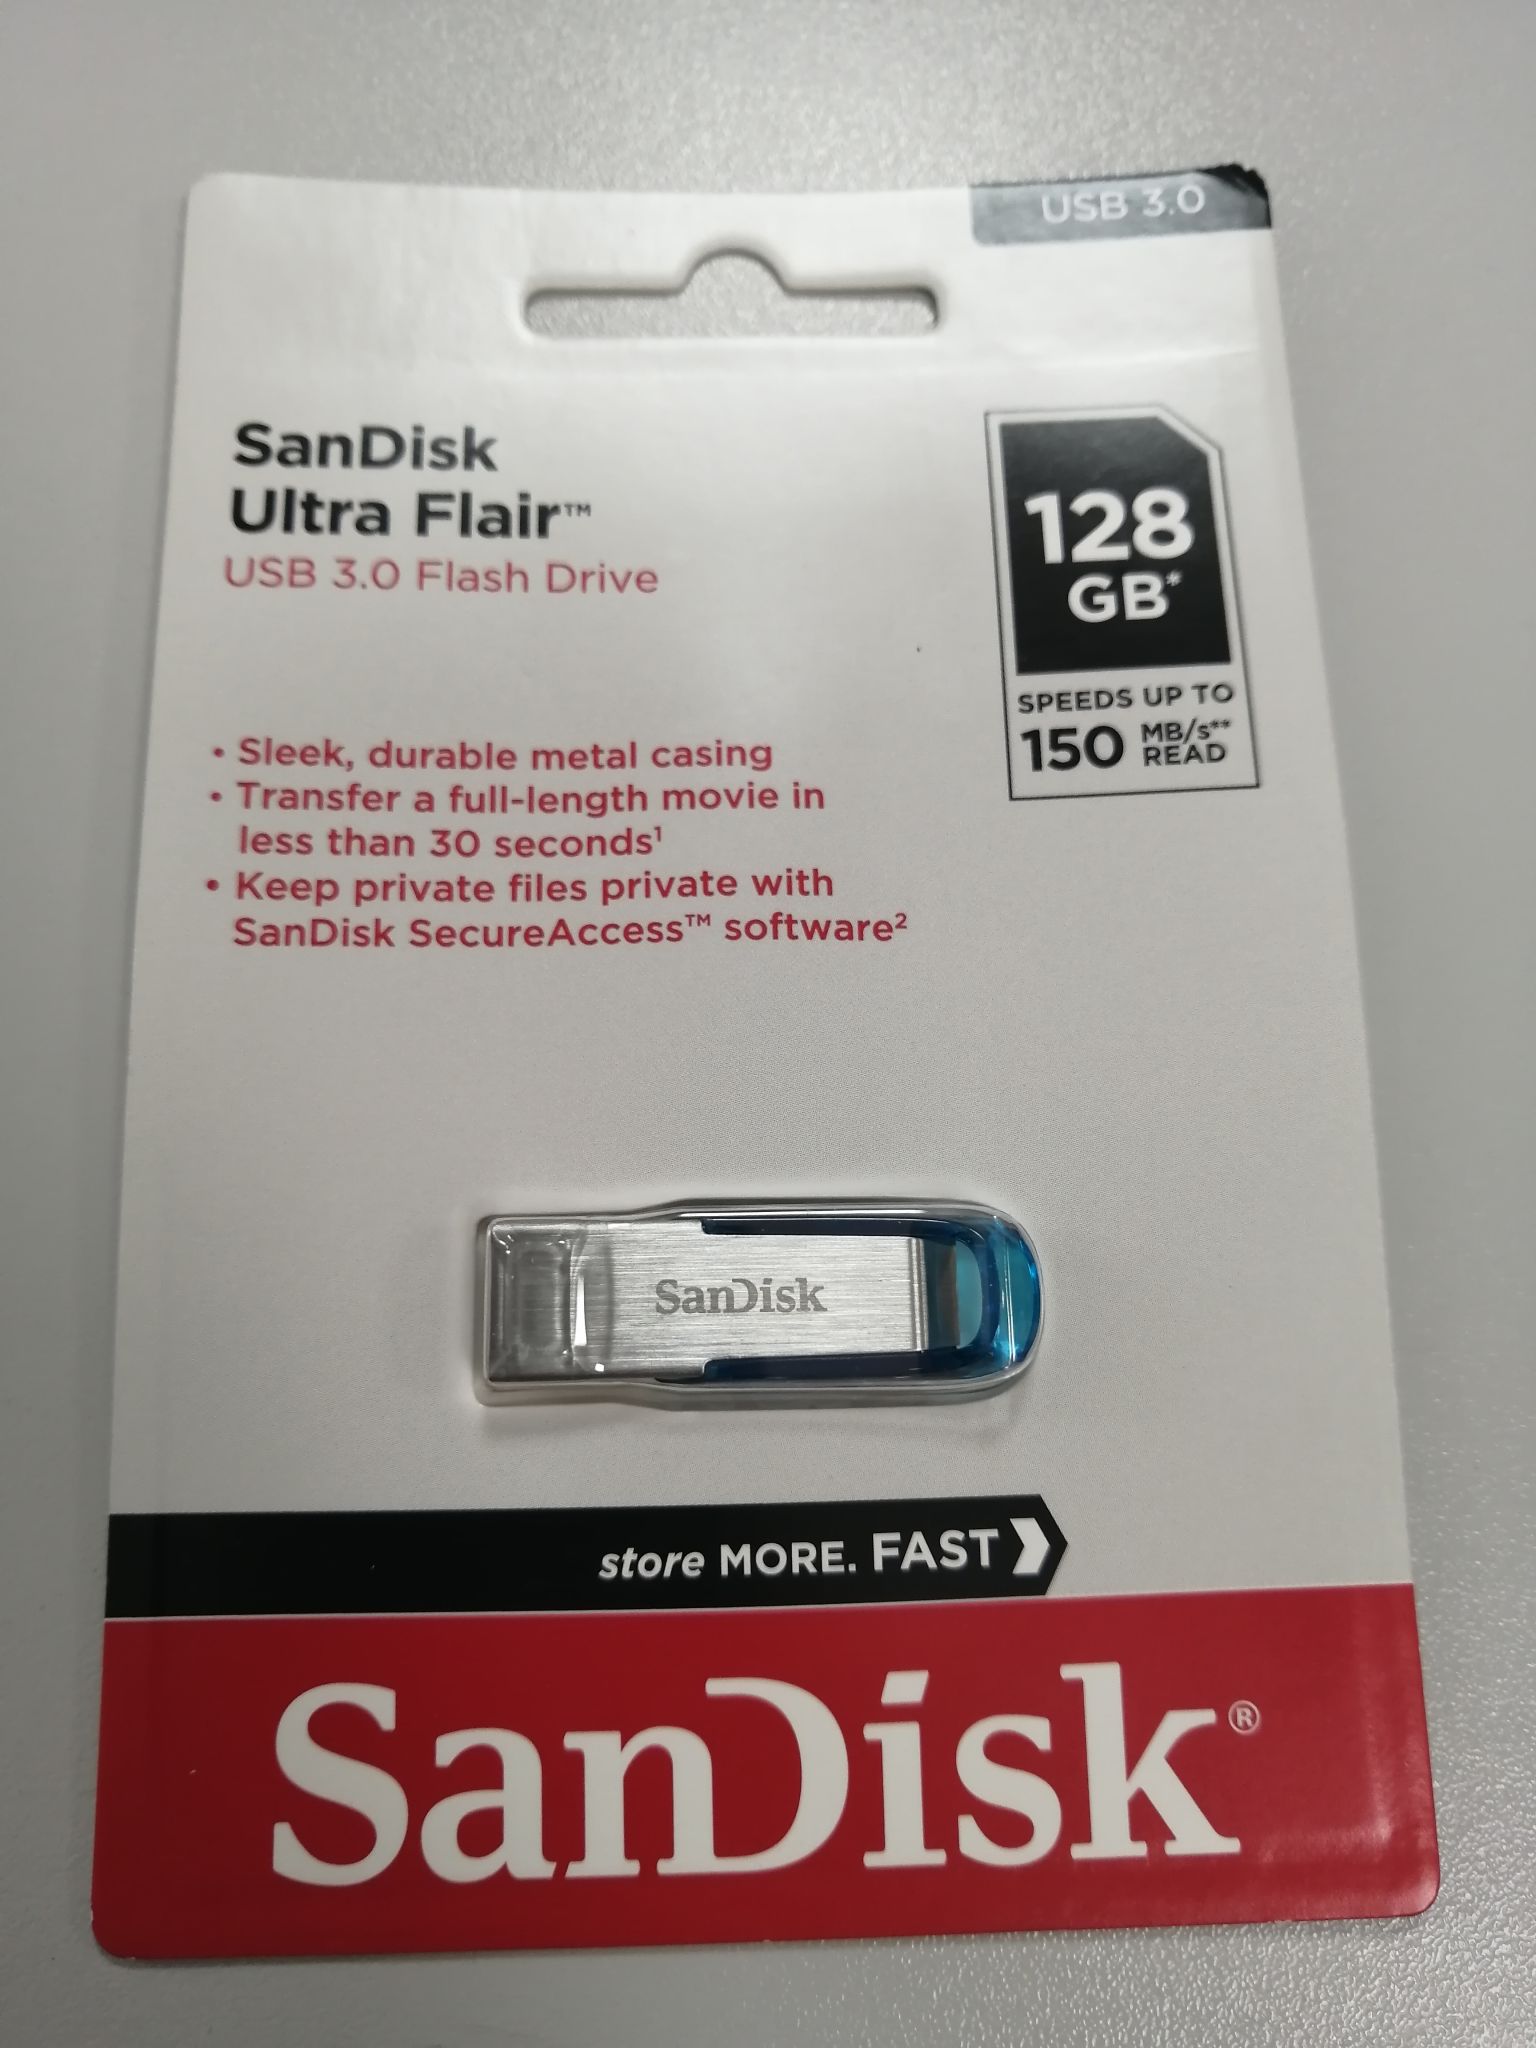 USB 3.0
SanDisk
Ultra Flair™
USB 3.0 Flash Drive
128
GB*
SPEEDS UP TO
150 MB/s**
READ
• Sleek, durable metal casing
• Transfer a full-length movie in
less than 30 seconds¹
• Keep private files private with
SanDisk SecureAccess™ software²
SanDisk
store MORE. FAST
SanDisk®